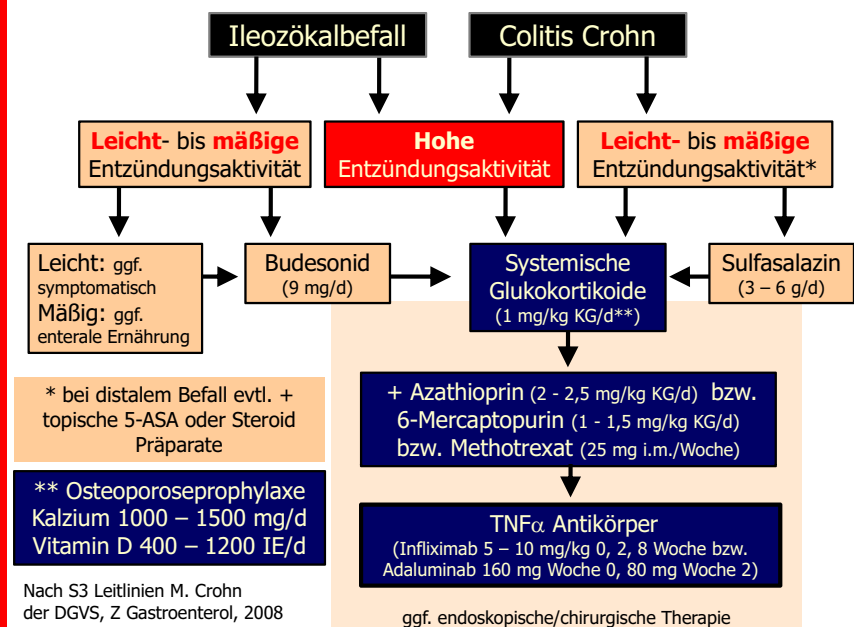 Ileozökalbefall
Colitis Crohn
Leicht- bis mäßige
Entzündungsaktivität
Hohe
Entzündungsaktivität
Leicht- bis mäßige
Entzündungsaktivität*
Leicht: ggf.
symptomatisch
Mäßig: ggf.
enterale Ernährung
Budesonid
(9 mg/d)
Systemische
Glukokortikoide
(1 mg/kg KG/d**)
Sulfasalazin
(3 – 6 g/d)
* bei distalem Befall evtl. +
topische 5-ASA oder Steroid
Präparate
+ Azathioprin (2 - 2,5 mg/kg KG/d) bzw.
6-Mercaptopurin (1 - 1,5 mg/kg KG/d)
bzw. Methotrexat (25 mg i.m./Woche)
** Osteoporoseprophylaxe
Kalzium 1000 – 1500 mg/d
Vitamin D 400 – 1200 IE/d
TNFα Antikörper
(Infliximab 5 – 10 mg/kg 0, 2, 8 Woche bzw.
Adaluminab 160 mg Woche 0, 80 mg Woche 2)
Nach S3 Leitlinien M. Crohn
der DGVS, Z Gastroenterol, 2008
ggf. endoskopische/chirurgische Therapie